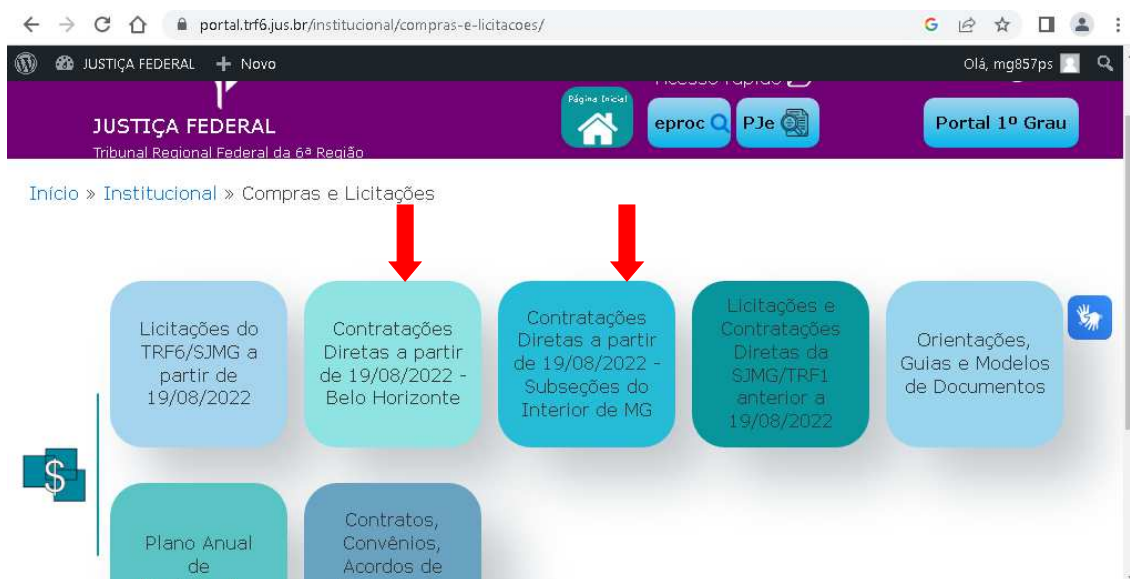 portal.trf6.jus.br/institucional/compras-e-licitacoes/
JUSTIÇA FEDERAL + Novo
Olá, mg857ps
Acesso rápido
Página Inicial
eproc
PJe
Portal 1º Grau
JUSTIÇA FEDERAL
Tribunal Regional Federal da 6ª Região
Início » Institucional » Compras e Licitações
Licitações do
TRF6/SJMG a
partir de
19/08/2022
Contratações
Diretas a partir
de 19/08/2022 -
Belo Horizonte
Contratações
Diretas a partir
de 19/08/2022 -
Subseções do
Interior de MG
Licitações e
Contratações
Diretas da
SJMG/TRF1
anterior a
19/08/2022
Orientações,
Guias e Modelos
de Documentos
$
Plano Anual
de
Contratos,
Convênios,
Acordos de